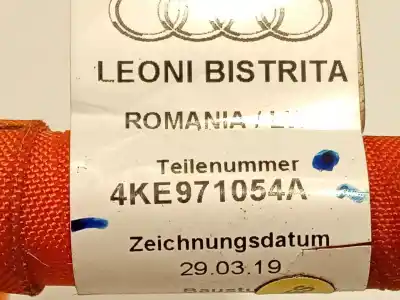 LEONI BISTRITA
ROMANIA /
Teilenummer
4KE971054A
Zeichnungsdatum
29.03.19